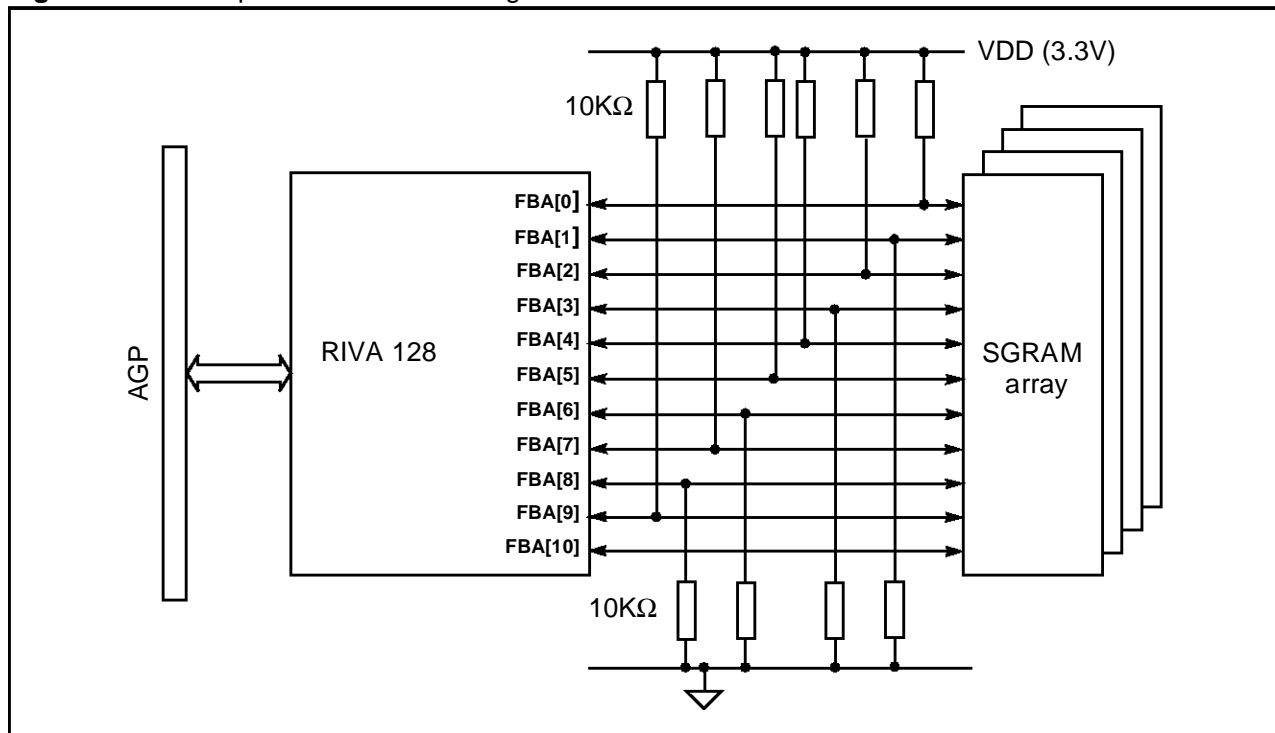 VDD (3.3V)
10KΩ
FBA[0]
FBA[1]
FBA[2]
FBA[3]
FBA[4]
FBA[5]
FBA[6]
FBA[7]
FBA[8]
FBA[9]
FBA[10]
AGP
RIVA 128
SGRAM
array
10KΩ